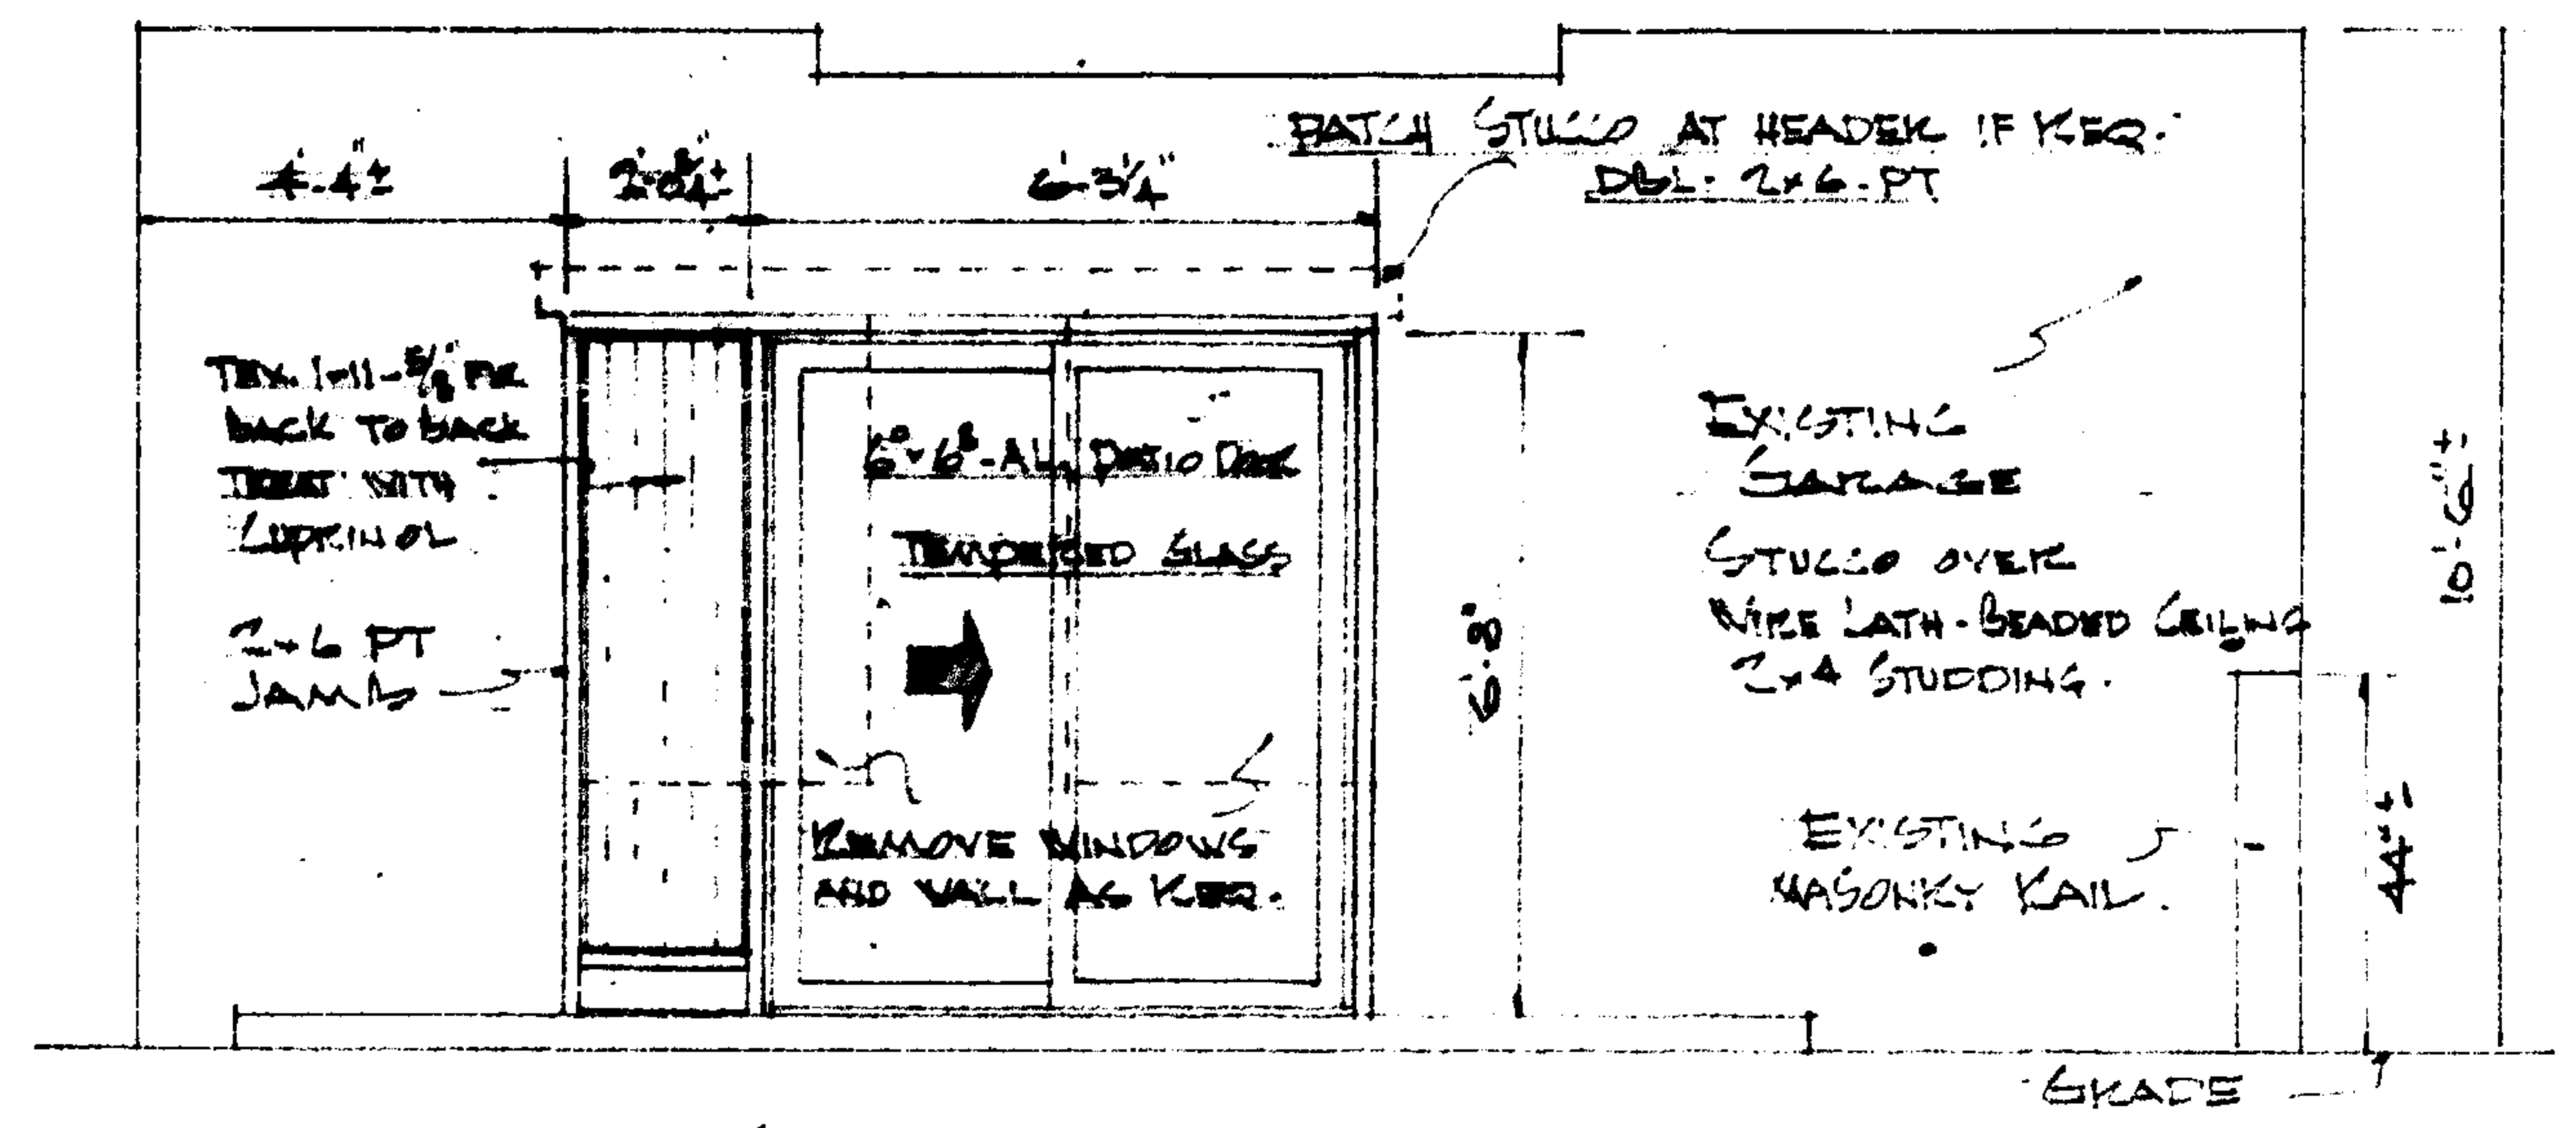 PATCH STUCCO AT HEADER IF REQ.
DBL. 2x6.PT
4'-4"±
2'-0¾"±
6'-3¼"
TEX. 1-11-5/8" FIR
BACK TO BACK
TREAT WITH
CUPRINOL
2x6 PT
JAMB
6⁰-6⁸-AL. PATIO DOOR
TEMPERED GLASS
REMOVE WINDOWS
AND WALL AS REQ.
6'-8"
EXISTING
GARAGE
STUCCO OVER
WIRE LATH-BEADED CEILING
2x4 STUDDING.
EXISTING
MASONRY RAIL.
44"±
10'-6"±
GRADE